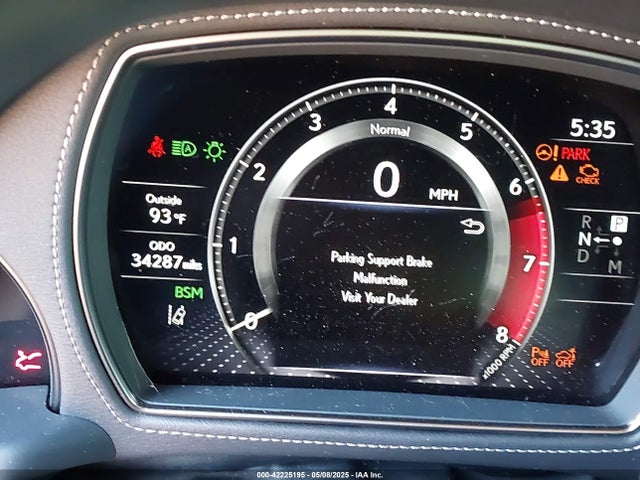 Normal
5:35
0 MPH
PARK
CHECK
Outside
93°F
ODO
34287 miles
BSM
A
R P
N
D M
Parking Support Brake
Malfunction
Visit Your Dealer
0 1 2 3 4 5 6 7 8
x1000 RPM
P OFF OFF
000-42225195 - 05/08/2025 - IAA Inc.